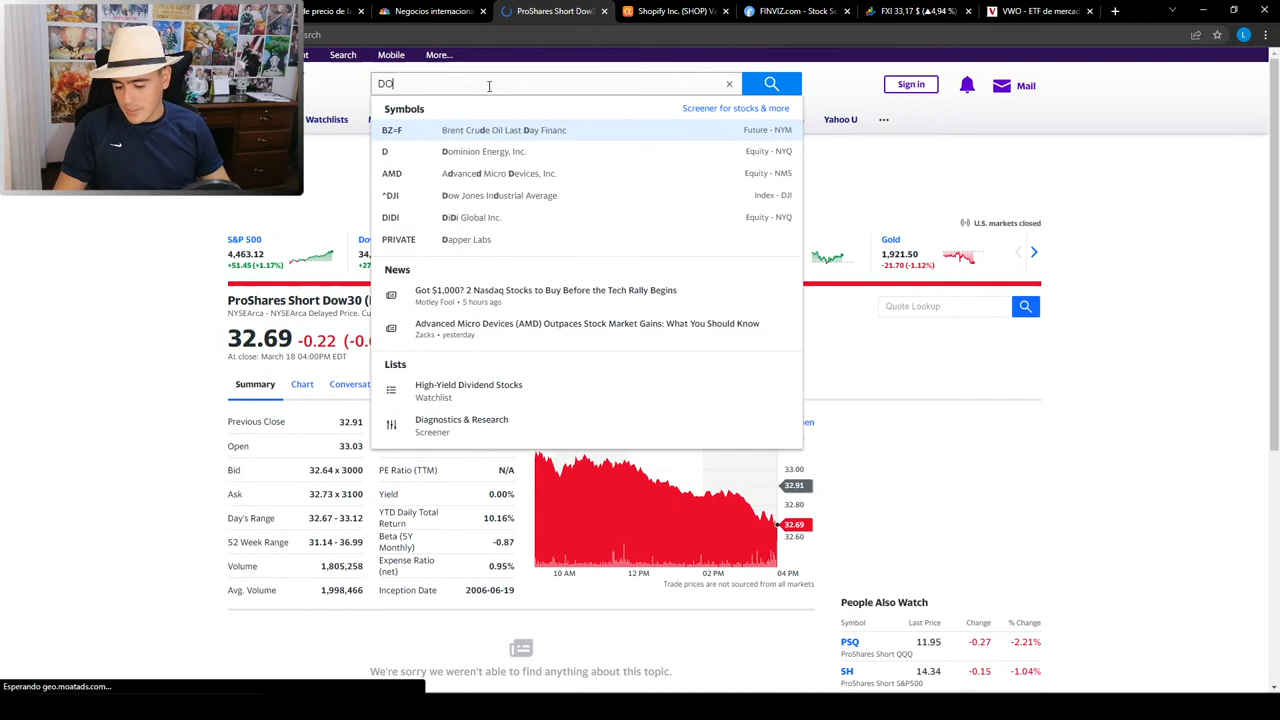 de precio de la
Negocios internaciona
ProShares Short Dow3
Shopify Inc. (SHOP) Va
FINVIZ.com - Stock Sc
FXI 33,17 $ (▲4,94 %)
VWO - ETF de mercad
rch
L
nt
Search
Mobile
More...
DO
Sign in
Mail
Watchlists
Yahoo U
Symbols
Screener for stocks & more
BZ=F Brent Crude Oil Last Day Financ Future - NYM
D Dominion Energy, Inc. Equity - NYQ
AMD Advanced Micro Devices, Inc. Equity - NMS
^DJI Dow Jones Industrial Average Index - DJI
DIDI DiDi Global Inc. Equity - NYQ
PRIVATE Dapper Labs
News
Got $1,000? 2 Nasdaq Stocks to Buy Before the Tech Rally Begins
Motley Fool • 5 hours ago
Advanced Micro Devices (AMD) Outpaces Stock Market Gains: What You Should Know
Zacks • yesterday
Lists
High-Yield Dividend Stocks
Watchlist
Diagnostics & Research
Screener
U.S. markets closed
S&P 500
4,463.12
+51.45 (+1.17%)
Dow
34,
+27
Gold
1,921.50
-21.70 (-1.12%)
ProShares Short Dow30 (
NYSEArca - NYSEArca Delayed Price. Cu
32.69 -0.22 (-0.
At close: March 18 04:00PM EDT
Quote Lookup
Summary
Chart
Conversat
een
Previous Close 32.91
Open 33.03
Bid 32.64 x 3000
Ask 32.73 x 3100
Day's Range 32.67 - 33.12
52 Week Range 31.14 - 36.99
Volume 1,805,258
Avg. Volume 1,998,466
PE Ratio (TTM) N/A
Yield 0.00%
YTD Daily Total
Return 10.16%
Beta (5Y
Monthly) -0.87
Expense Ratio
(net) 0.95%
Inception Date 2006-06-19
33.00
32.91
32.80
32.69
32.60
10 AM
12 PM
02 PM
04 PM
Trade prices are not sourced from all markets
We're sorry we weren't able to find anything about this topic.
People Also Watch
Symbol Last Price Change % Change
PSQ 11.95 -0.27 -2.21%
ProShares Short QQQ
SH 14.34 -0.15 -1.04%
ProShares Short S&P500
Esperando geo.moatads.com...